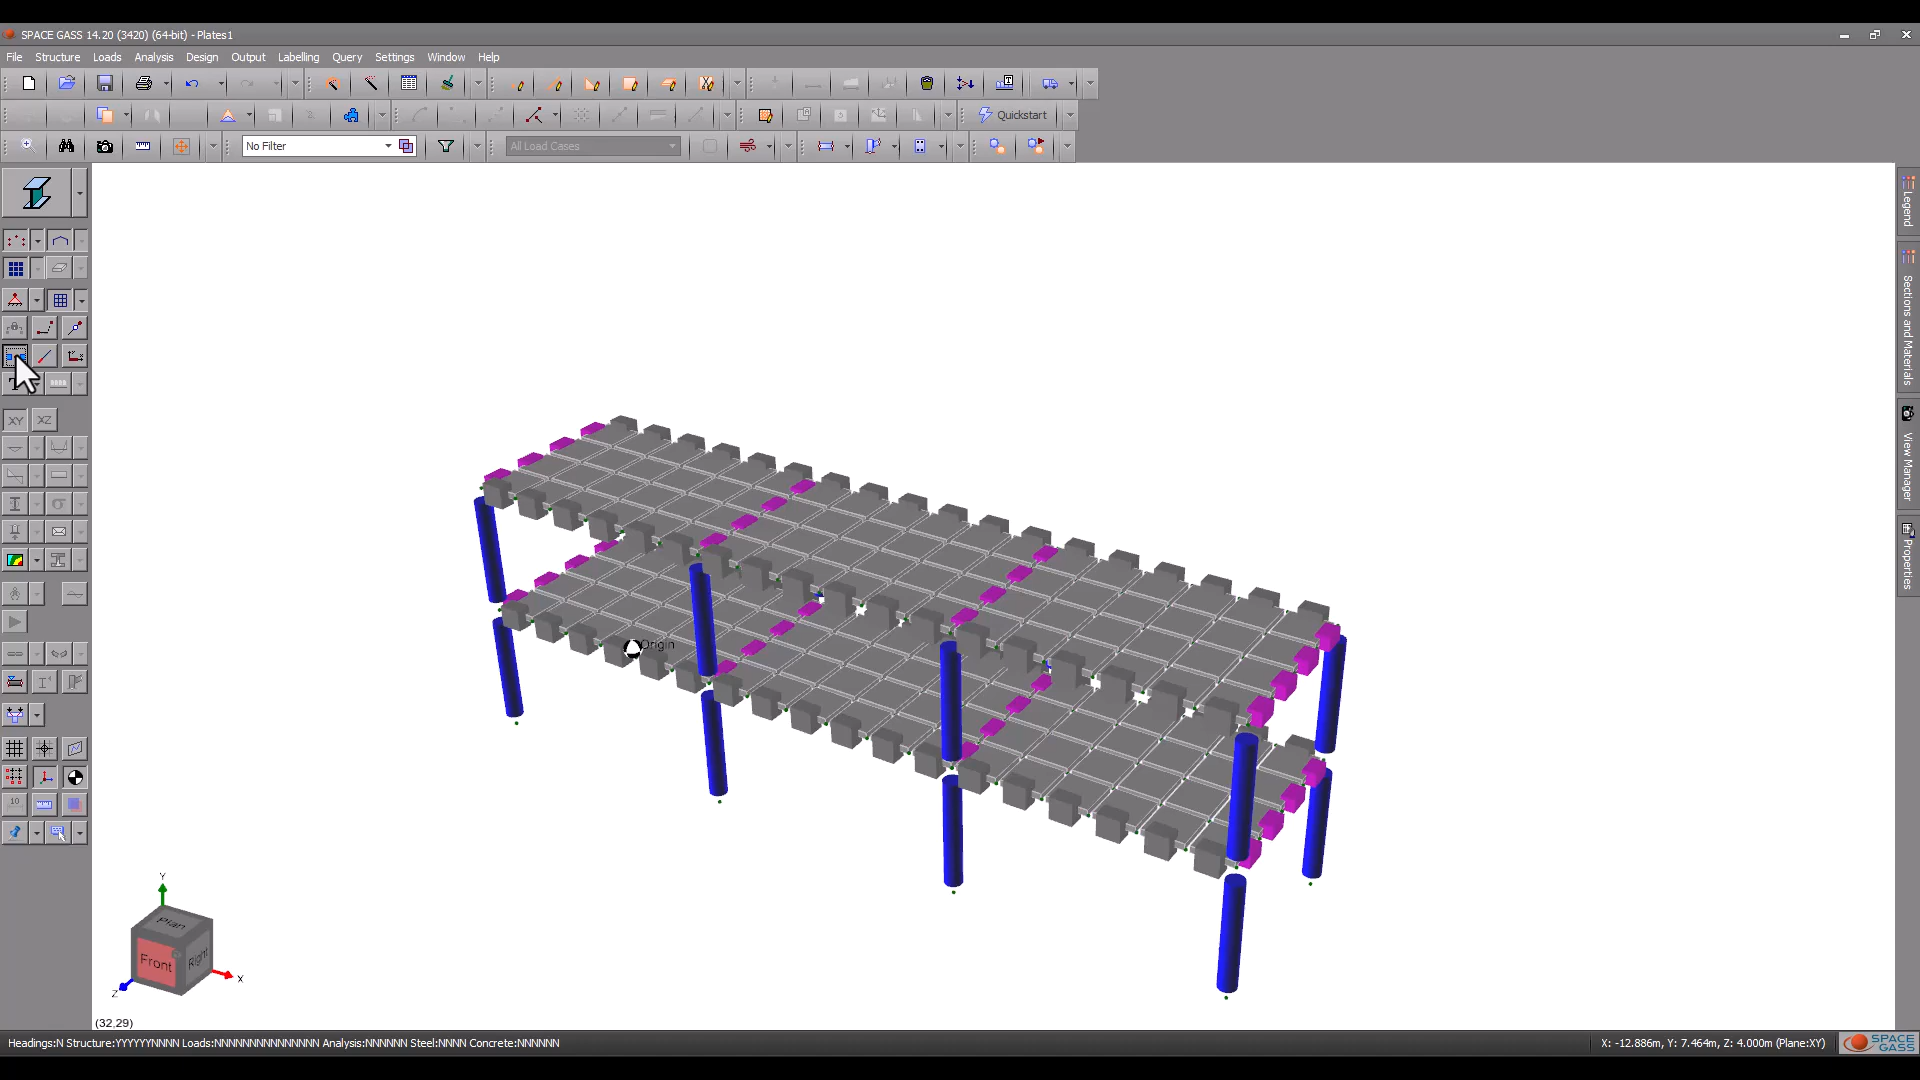 SPACE GASS 14.20 (3420) (64-bit) - Plates1
File Structure Loads Analysis Design Output Labelling Query Settings Window Help
Quickstart
No Filter
All Load Cases
Legend
Sections and Materials
View Manager
Properties
XY XZ
10
Origin
Y
Plan
Front
Right
X
Z
(32,29)
Headings:N Structure:YYYYYYNNNN Loads:NNNNNNNNNNNNNNN Analysis:NNNNNN Steel:NNNN Concrete:NNNNNN
X: -12.886m, Y: 7.464m, Z: 4.000m (Plane:XY)
SPACE
GASS